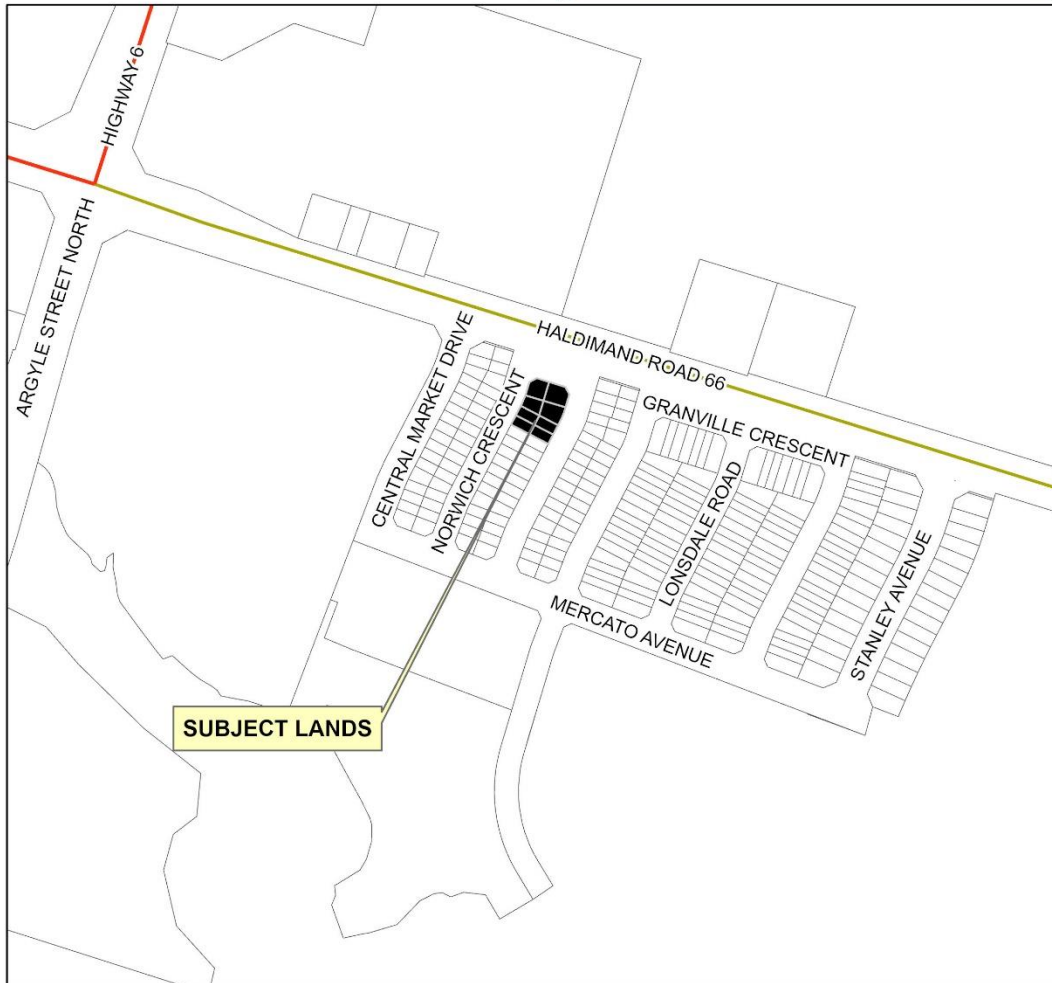 HIGHWAY 6
ARGYLE STREET NORTH
HALDIMAND ROAD 66
CENTRAL MARKET DRIVE
NORWICH CRESCENT
GRANVILLE CRESCENT
LONSDALE ROAD
STANLEY AVENUE
MERCATO AVENUE
SUBJECT LANDS